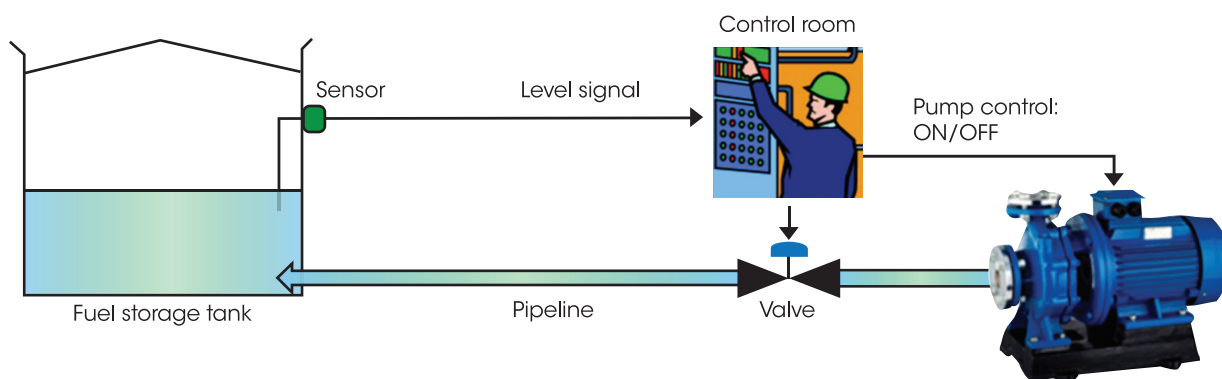 Control room
Sensor
Level signal
Pump control:
ON/OFF
Fuel storage tank
Pipeline
Valve